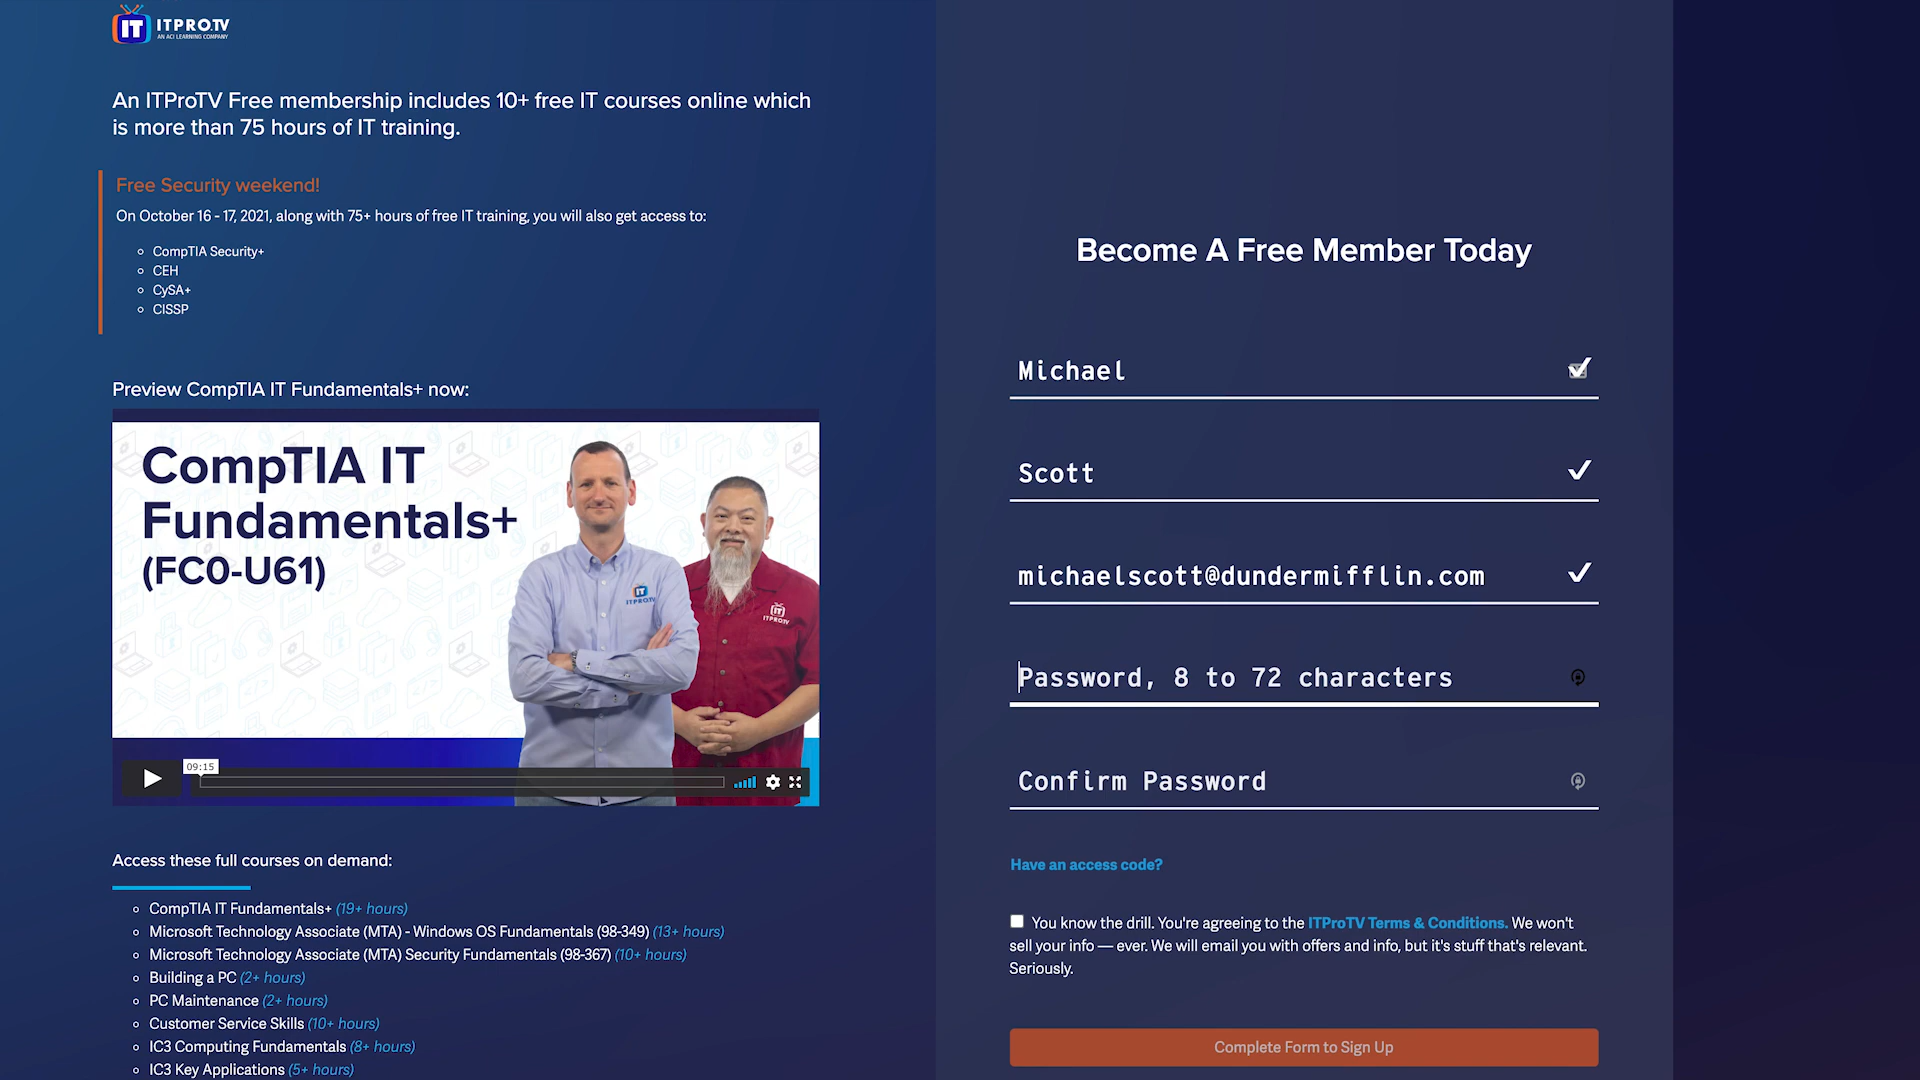 IT ITPRO.TV
AN ACI LEARNING COMPANY
An ITProTV Free membership includes 10+ free IT courses online which
is more than 75 hours of IT training.
Free Security weekend!
On October 16 - 17, 2021, along with 75+ hours of free IT training, you will also get access to:
CompTIA Security+
CEH
CySA+
CISSP
Preview CompTIA IT Fundamentals+ now:
CompTIA IT
Fundamentals+
(FC0-U61)
IT
ITPRO.TV
IT
ITPRO.TV
09:15
Access these full courses on demand:
CompTIA IT Fundamentals+ (19+ hours)
Microsoft Technology Associate (MTA) - Windows OS Fundamentals (98-349) (13+ hours)
Microsoft Technology Associate (MTA) Security Fundamentals (98-367) (10+ hours)
Building a PC (2+ hours)
PC Maintenance (2+ hours)
Customer Service Skills (10+ hours)
IC3 Computing Fundamentals (8+ hours)
IC3 Key Applications (5+ hours)
Become A Free Member Today
Michael
Scott
michaelscott@dundermifflin.com
Password, 8 to 72 characters
Confirm Password
Have an access code?
You know the drill. You're agreeing to the ITProTV Terms & Conditions. We won't
sell your info — ever. We will email you with offers and info, but it's stuff that's relevant.
Seriously.
Complete Form to Sign Up